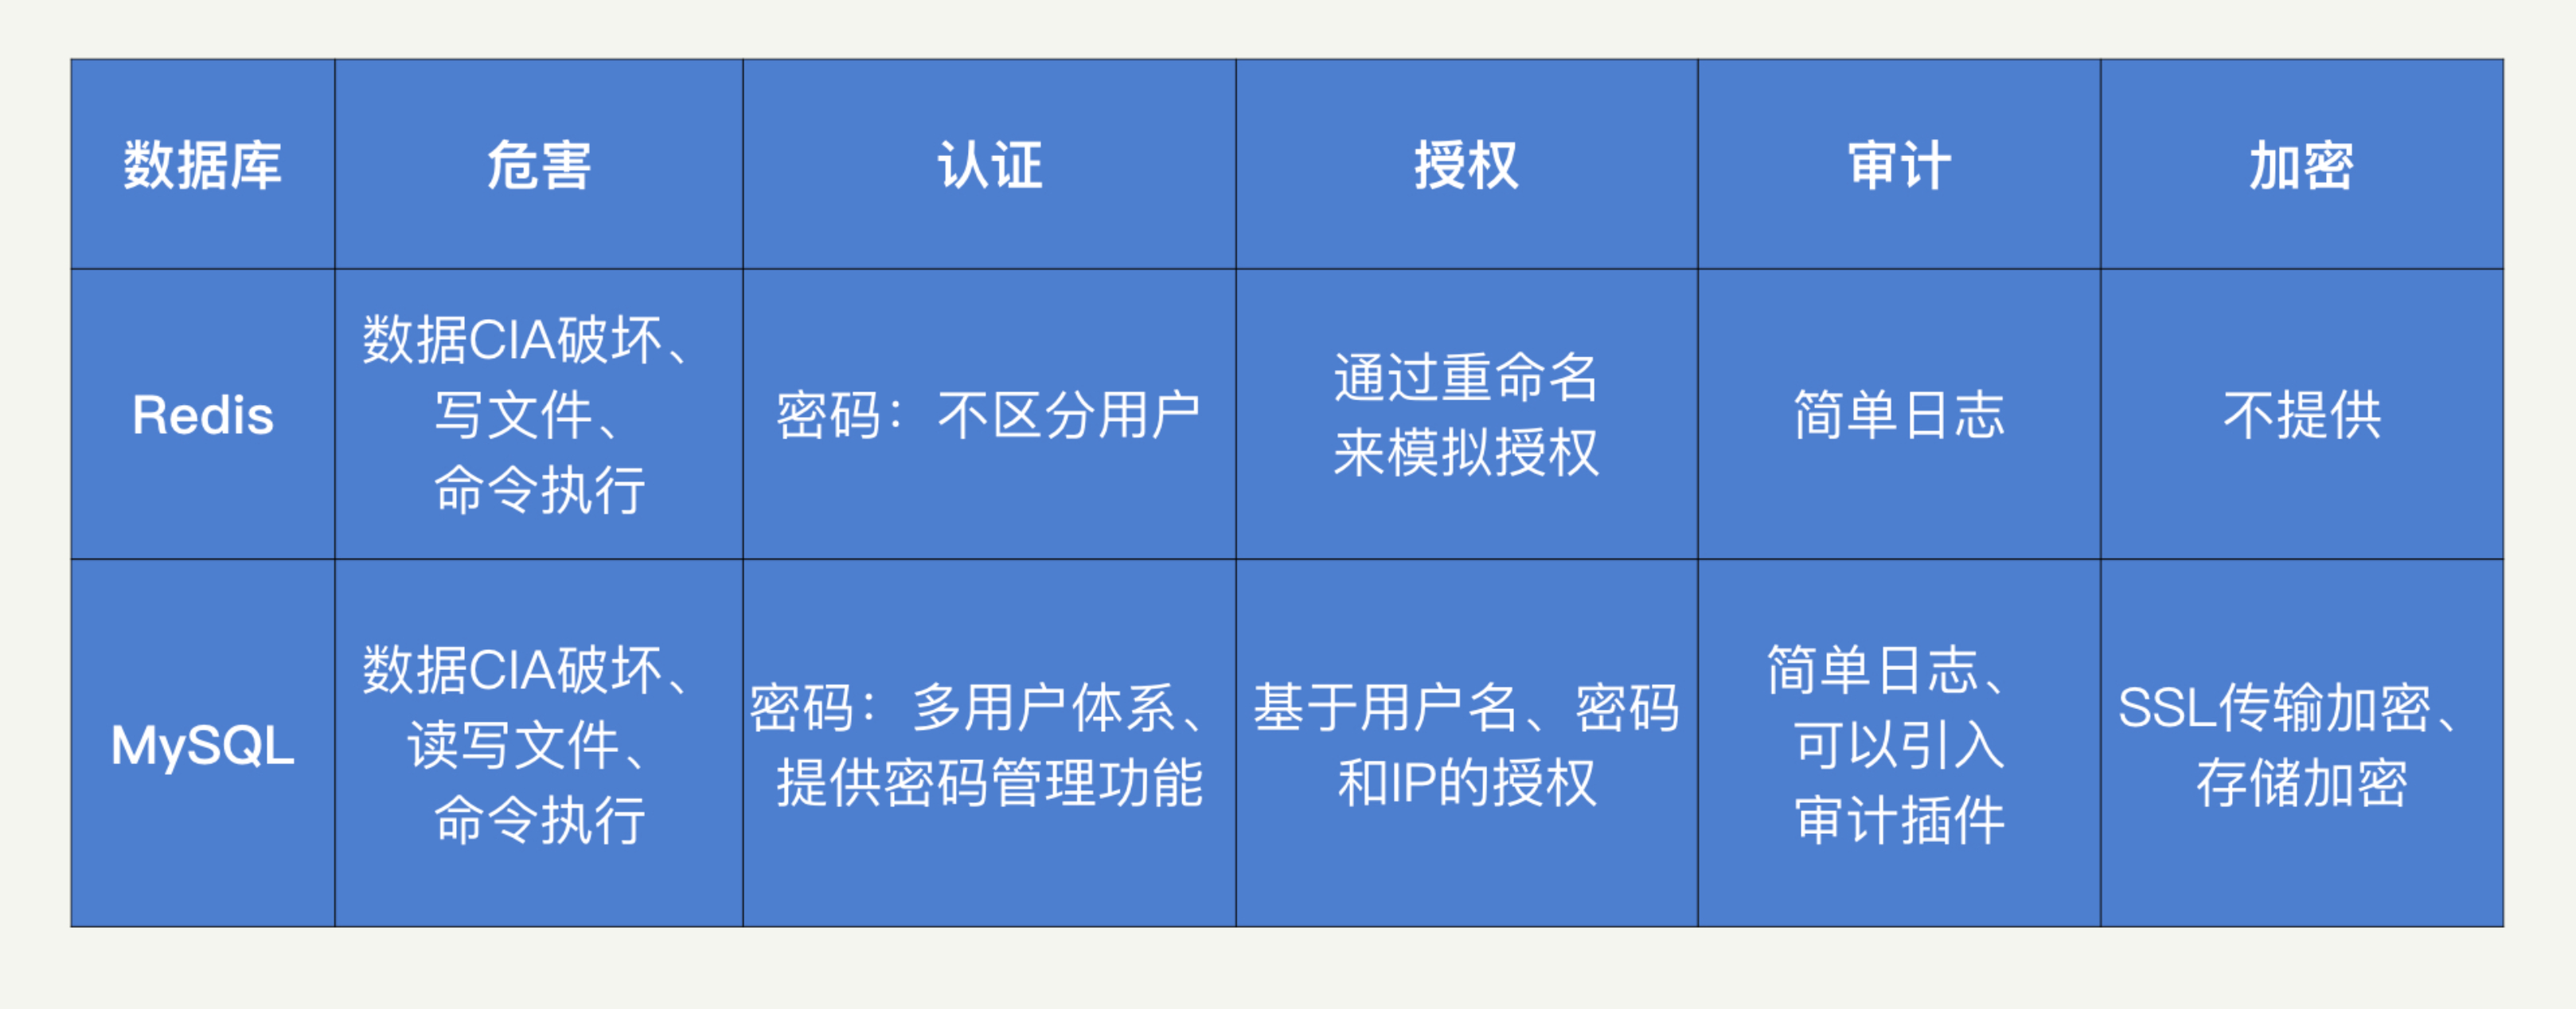 数据库 危害 认证 授权 审计 加密
Redis
数据CIA破坏、
写文件、
命令执行
密码：不区分用户
通过重命名
来模拟授权
简单日志
不提供
MySQL
数据CIA破坏、
读写文件、
命令执行
密码：多用户体系、
提供密码管理功能
基于用户名、密码
和IP的授权
简单日志、
可以引入
审计插件
SSL传输加密、
存储加密